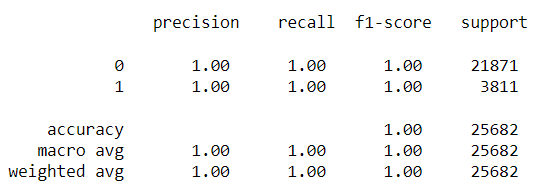 precision recall f1-score support
0 1.00 1.00 1.00 21871
1 1.00 1.00 1.00 3811
accuracy 1.00 25682
macro avg 1.00 1.00 1.00 25682
weighted avg 1.00 1.00 1.00 25682